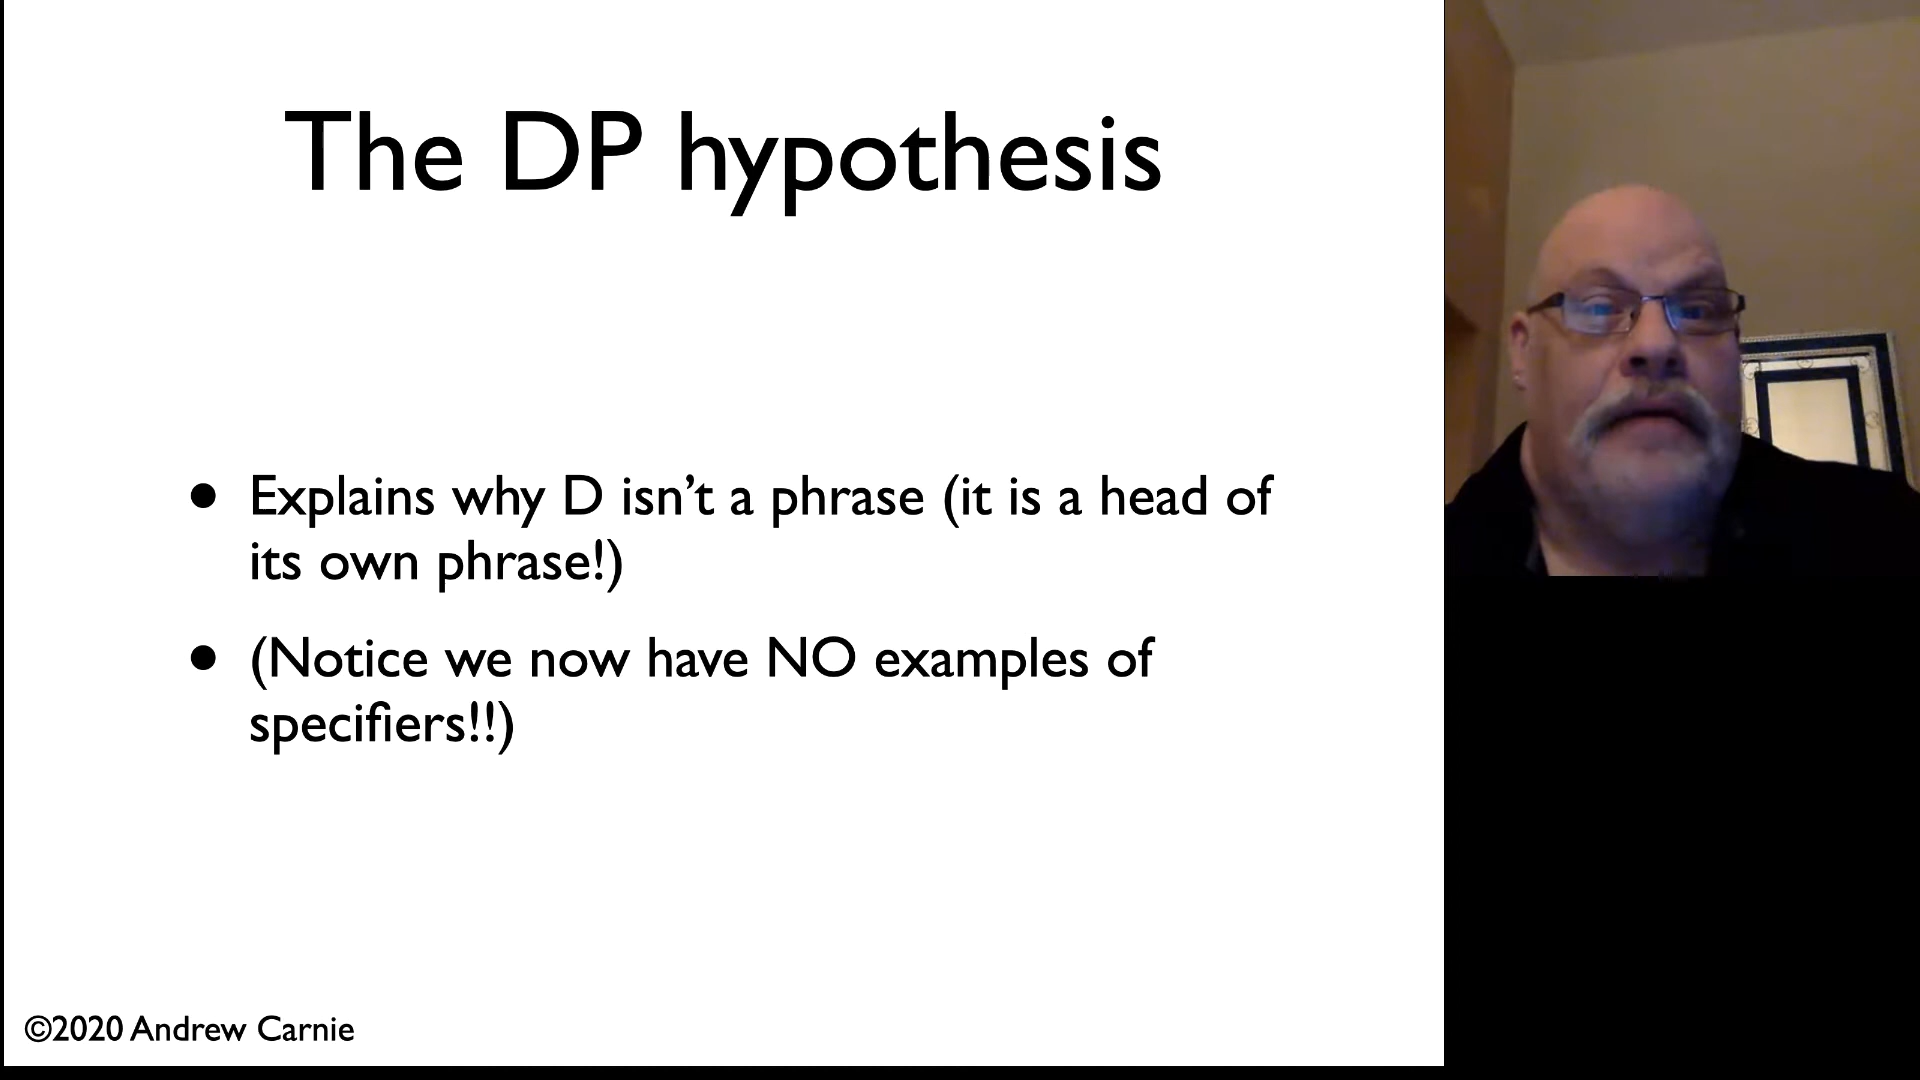 The DP hypothesis
• Explains why D isn’t a phrase (it is a head of
its own phrase!)
• (Notice we now have NO examples of
specifiers!!)
©2020 Andrew Carnie